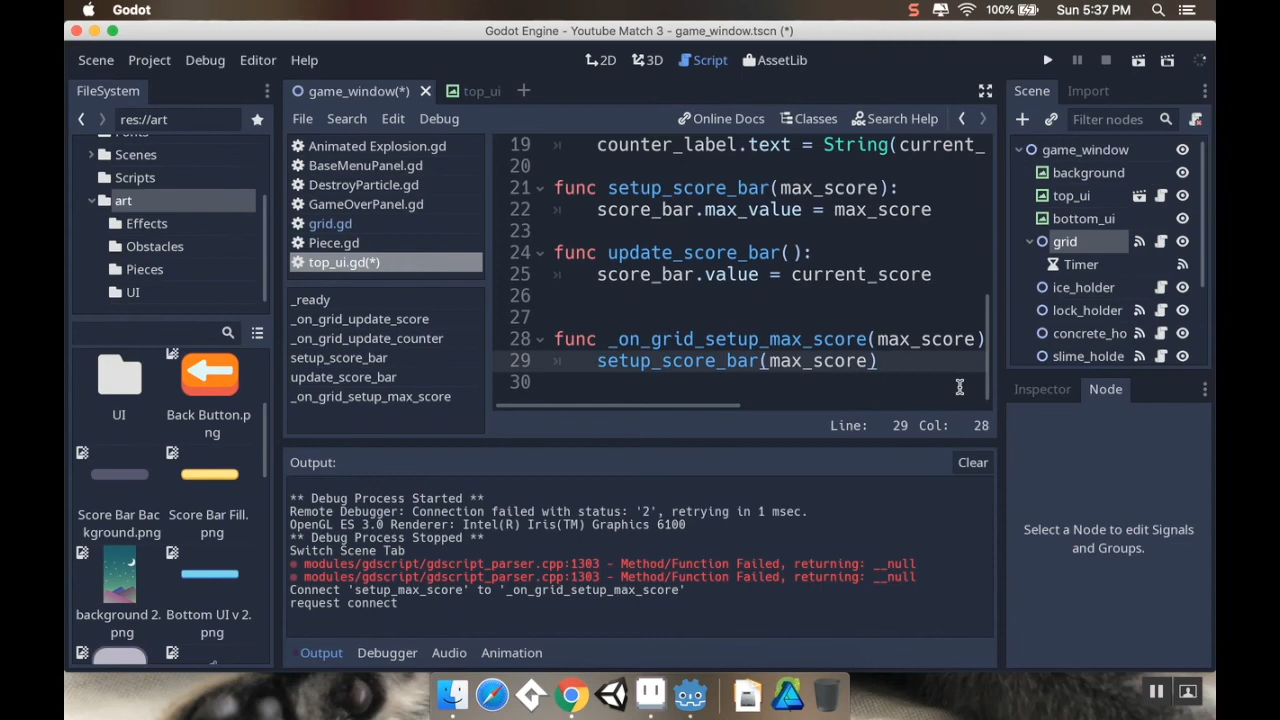 Godot
S
100%
Sun 5:37 PM
Godot Engine - Youtube Match 3 - game_window.tscn (*)
Scene Project Debug Editor Help
2D 3D Script AssetLib
FileSystem
res://art
Scenes
Scripts
art
Effects
Obstacles
Pieces
UI
UI
Back Button.p
ng
Score Bar Bac
kground.png
Score Bar Fill.
png
background 2.
png
Bottom UI v 2.
png
game_window(*)
top_ui
File Search Edit Debug
Online Docs Classes Search Help
Animated Explosion.gd
BaseMenuPanel.gd
DestroyParticle.gd
GameOverPanel.gd
grid.gd
Piece.gd
top_ui.gd(*)
_ready
_on_grid_update_score
_on_grid_update_counter
setup_score_bar
update_score_bar
_on_grid_setup_max_score
19 counter_label.text = String(current_
20
21 func setup_score_bar(max_score):
22 score_bar.max_value = max_score
23
24 func update_score_bar():
25 score_bar.value = current_score
26
27
28 func _on_grid_setup_max_score(max_score)
29 setup_score_bar(max_score)
30
Line: 29 Col: 28
Output:
Clear
** Debug Process Started **
Remote Debugger: Connection failed with status: '2', retrying in 1 msec.
OpenGL ES 3.0 Renderer: Intel(R) Iris(TM) Graphics 6100
** Debug Process Stopped **
Switch Scene Tab
modules/gdscript/gdscript_parser.cpp:1303 - Method/Function Failed, returning: __null
modules/gdscript/gdscript_parser.cpp:1303 - Method/Function Failed, returning: __null
Connect 'setup_max_score' to '_on_grid_setup_max_score'
request connect
Output Debugger Audio Animation
Scene Import
Filter nodes
game_window
background
top_ui
bottom_ui
grid
Timer
ice_holder
lock_holder
concrete_ho
slime_holde
Inspector Node
Select a Node to edit Signals
and Groups.